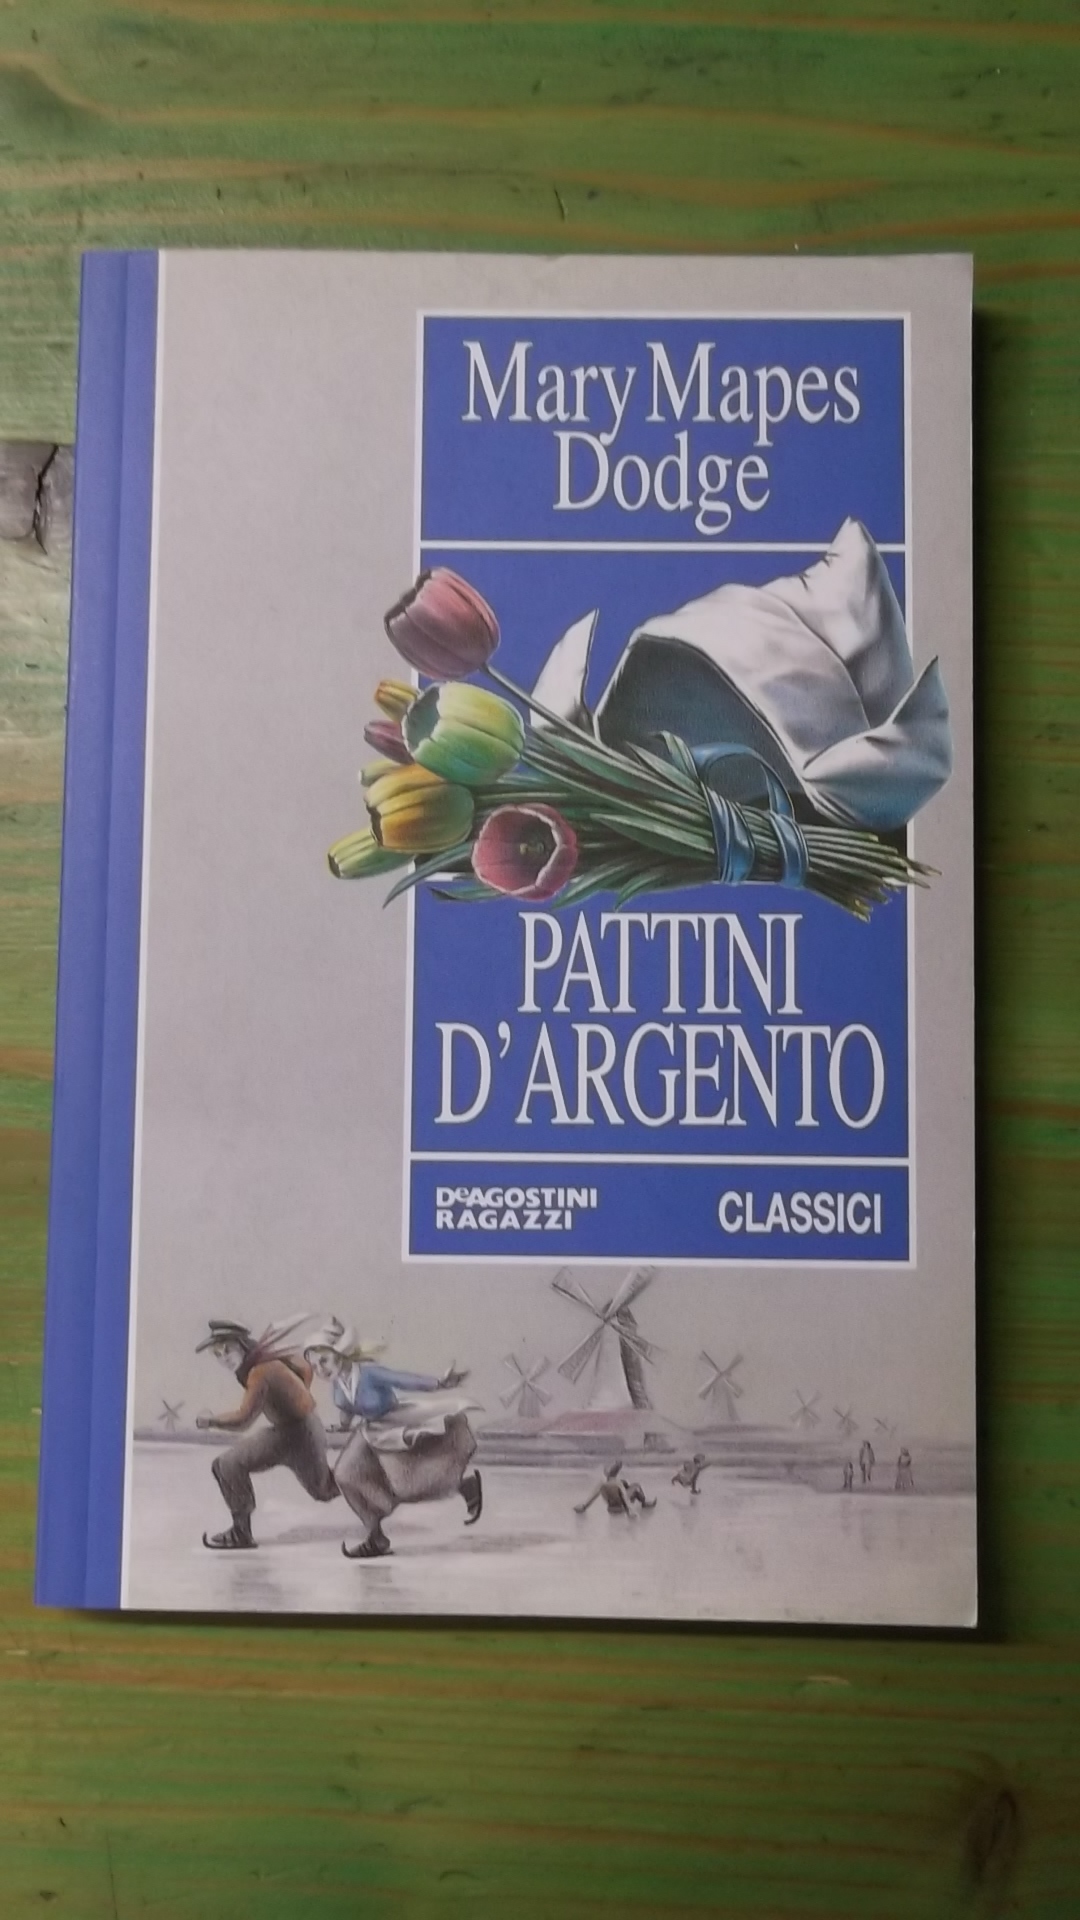 Mary Mapes
Dodge
PATTINI
D'ARGENTO
DeAGOSTINI
RAGAZZI
CLASSICI